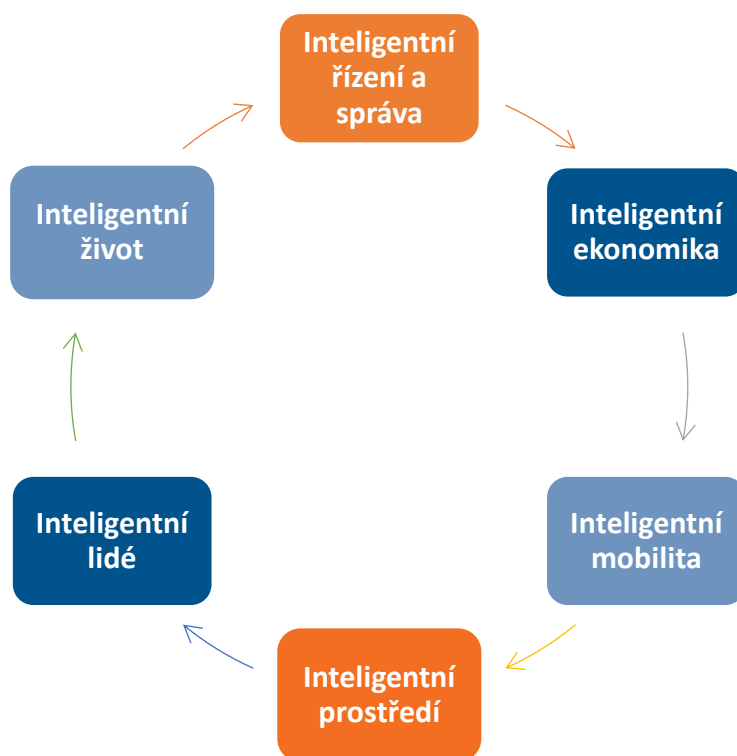 Inteligentní
řízení a
správa
Inteligentní
ekonomika
Inteligentní
mobilita
Inteligentní
prostředí
Inteligentní
lidé
Inteligentní
život